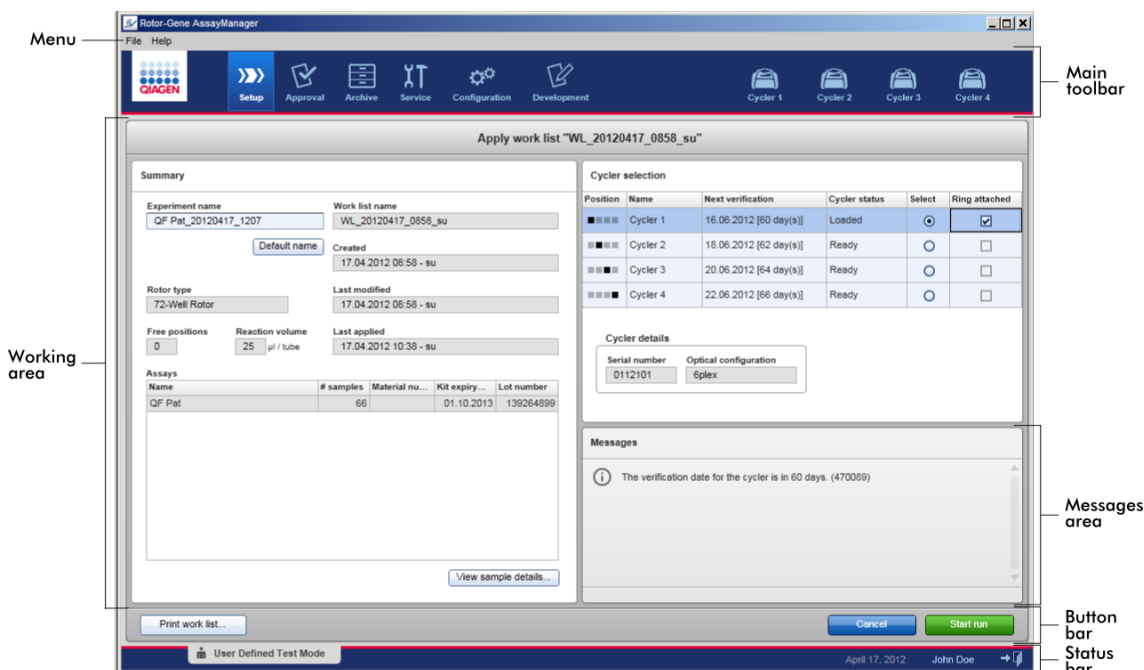 Rotor-Gene AssayManager
Menu
File Help
QIAGEN
Setup Approval Archive Service Configuration Development Cycler 1 Cycler 2 Cycler 3 Cycler 4
Main toolbar
Apply work list "WL_20120417_0858_su"
Summary
Experiment name Work list name
QF Pat_20120417_1207 WL_20120417_0858_su
Default name Created
17.04.2012 08:58 - su
Rotor type Last modified
72-Well Rotor 17.04.2012 08:58 - su
Free positions Reaction volume Last applied
0 25 µl / tube 17.04.2012 10:38 - su
Working area
Assays
Name # samples Material nu... Kit expiry... Lot number
QF Pat 66 01.10.2013 139264899
View sample details...
Cycler selection
Position Name Next verification Cycler status Select Ring attached
Cycler 1 16.06.2012 [60 day(s)] Loaded
Cycler 2 18.06.2012 [62 day(s)] Ready
Cycler 3 20.06.2012 [64 day(s)] Ready
Cycler 4 22.06.2012 [66 day(s)] Ready
Cycler details
Serial number Optical configuration
0112101 6plex
Messages
The verification date for the cycler is in 60 days. (470089)
Messages area
Print work list... Cancel Start run
Button bar
User Defined Test Mode April 17, 2012 John Doe
Status bar